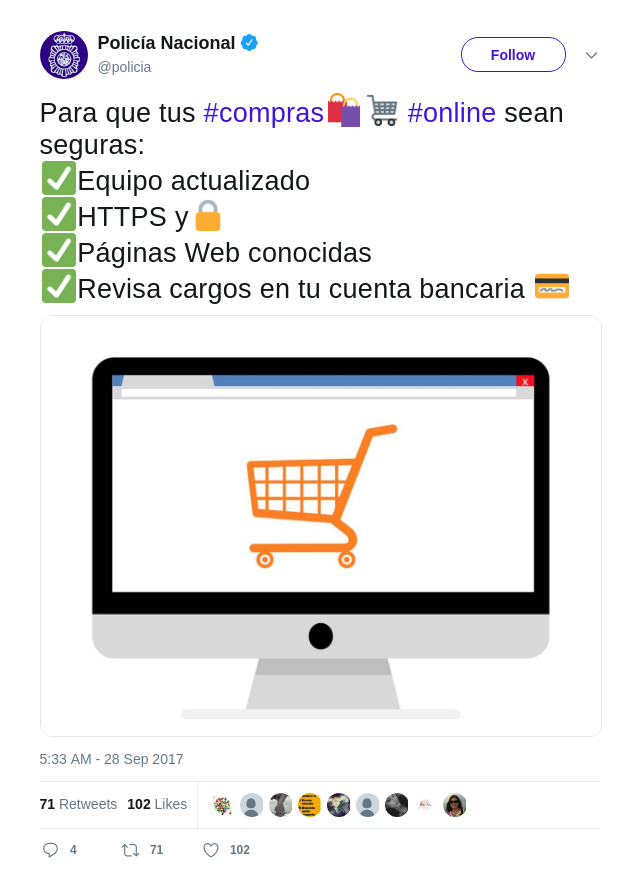 Policía Nacional
@policia
Follow
Para que tus #compras🛍️🛒 #online sean
seguras:
✅Equipo actualizado
✅HTTPS y🔒
✅Páginas Web conocidas
✅Revisa cargos en tu cuenta bancaria 💳
X
5:33 AM - 28 Sep 2017
71 Retweets 102 Likes
4 71 102